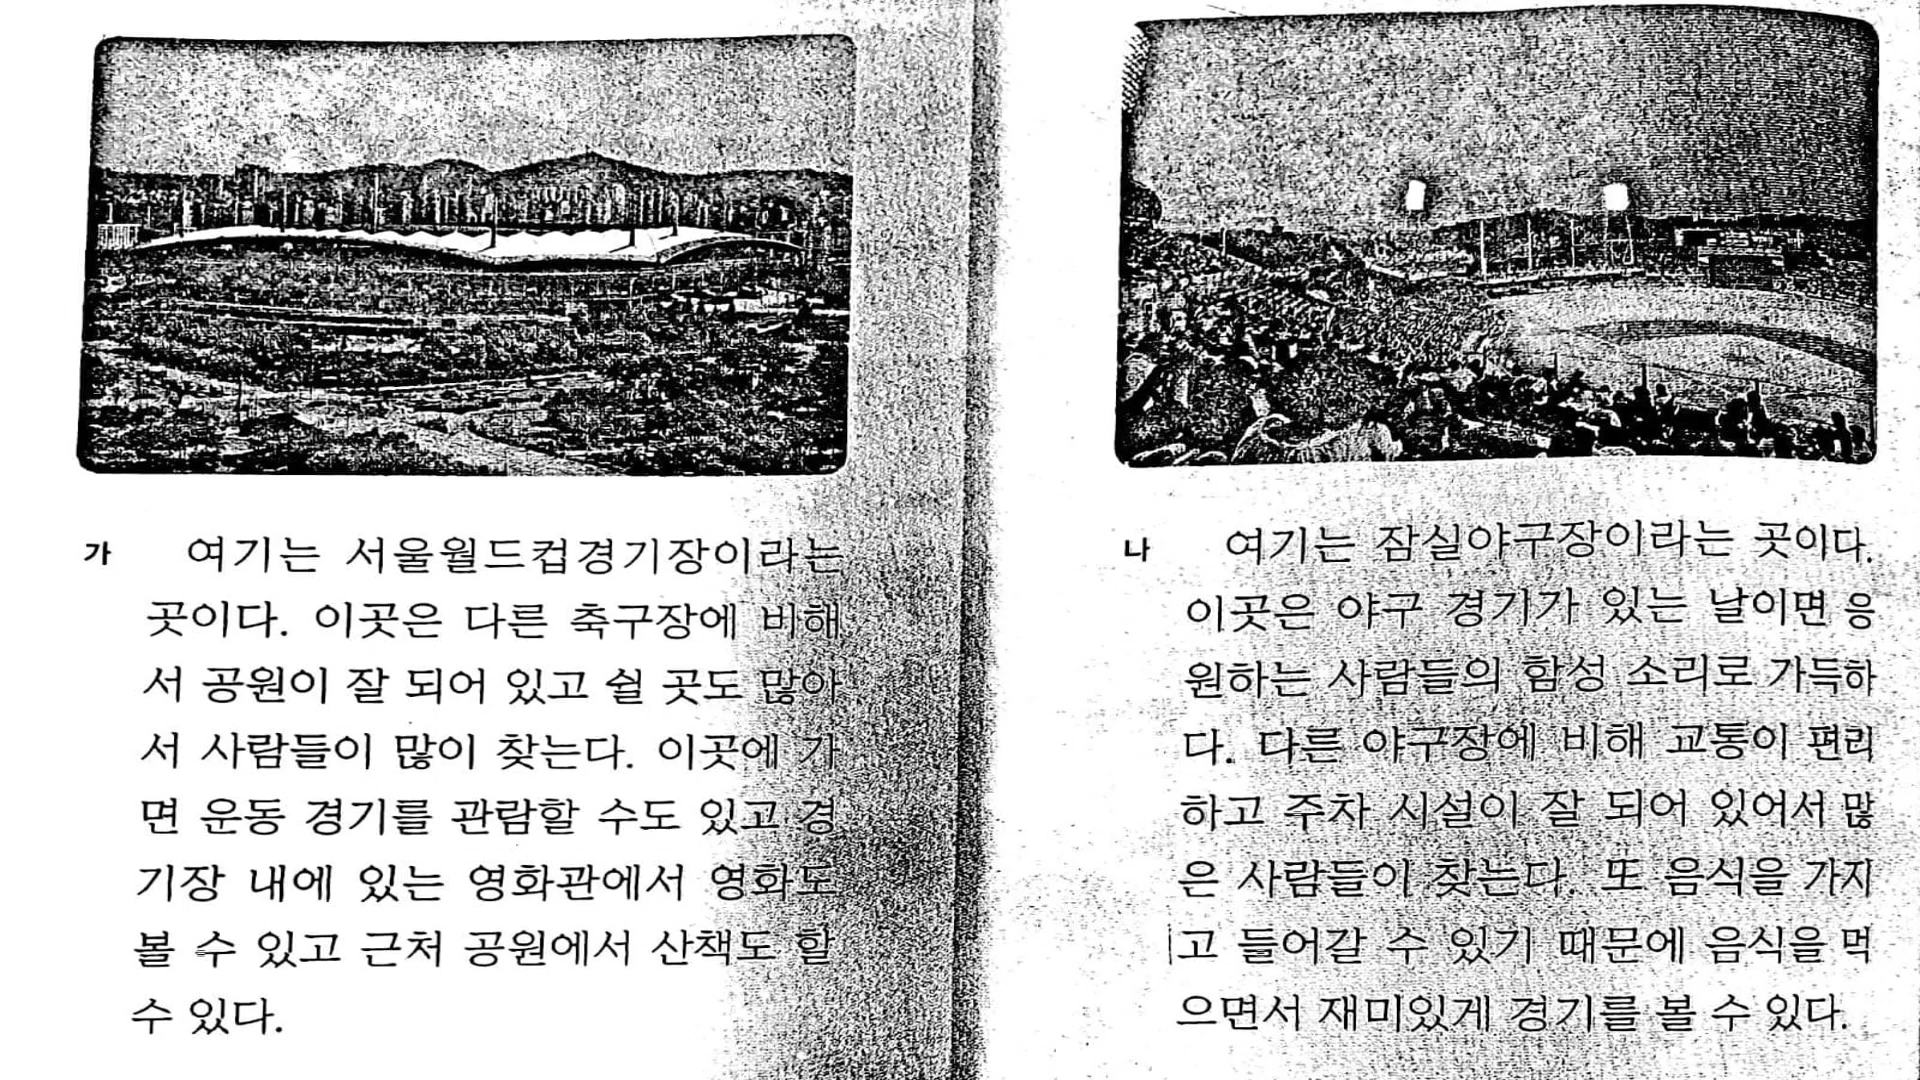 가 여기는 서울월드컵경기장이라는
곳이다. 이곳은 다른 축구장에 비해
서 공원이 잘 되어 있고 쉴 곳도 많아
서 사람들이 많이 찾는다. 이곳에 가
면 운동 경기를 관람할 수도 있고 경
기장 내에 있는 영화관에서 영화도
볼 수 있고 근처 공원에서 산책도 할
수 있다.
나 여기는 잠실야구장이라는 곳이다.
이곳은 야구 경기가 있는 날이면 응
원하는 사람들의 함성 소리로 가득하
다. 다른 야구장에 비해 교통이 편리
하고 주차 시설이 잘 되어 있어서 많
은 사람들이 찾는다. 또 음식을 가지
고 들어갈 수 있기 때문에 음식을 먹
으면서 재미있게 경기를 볼 수 있다.